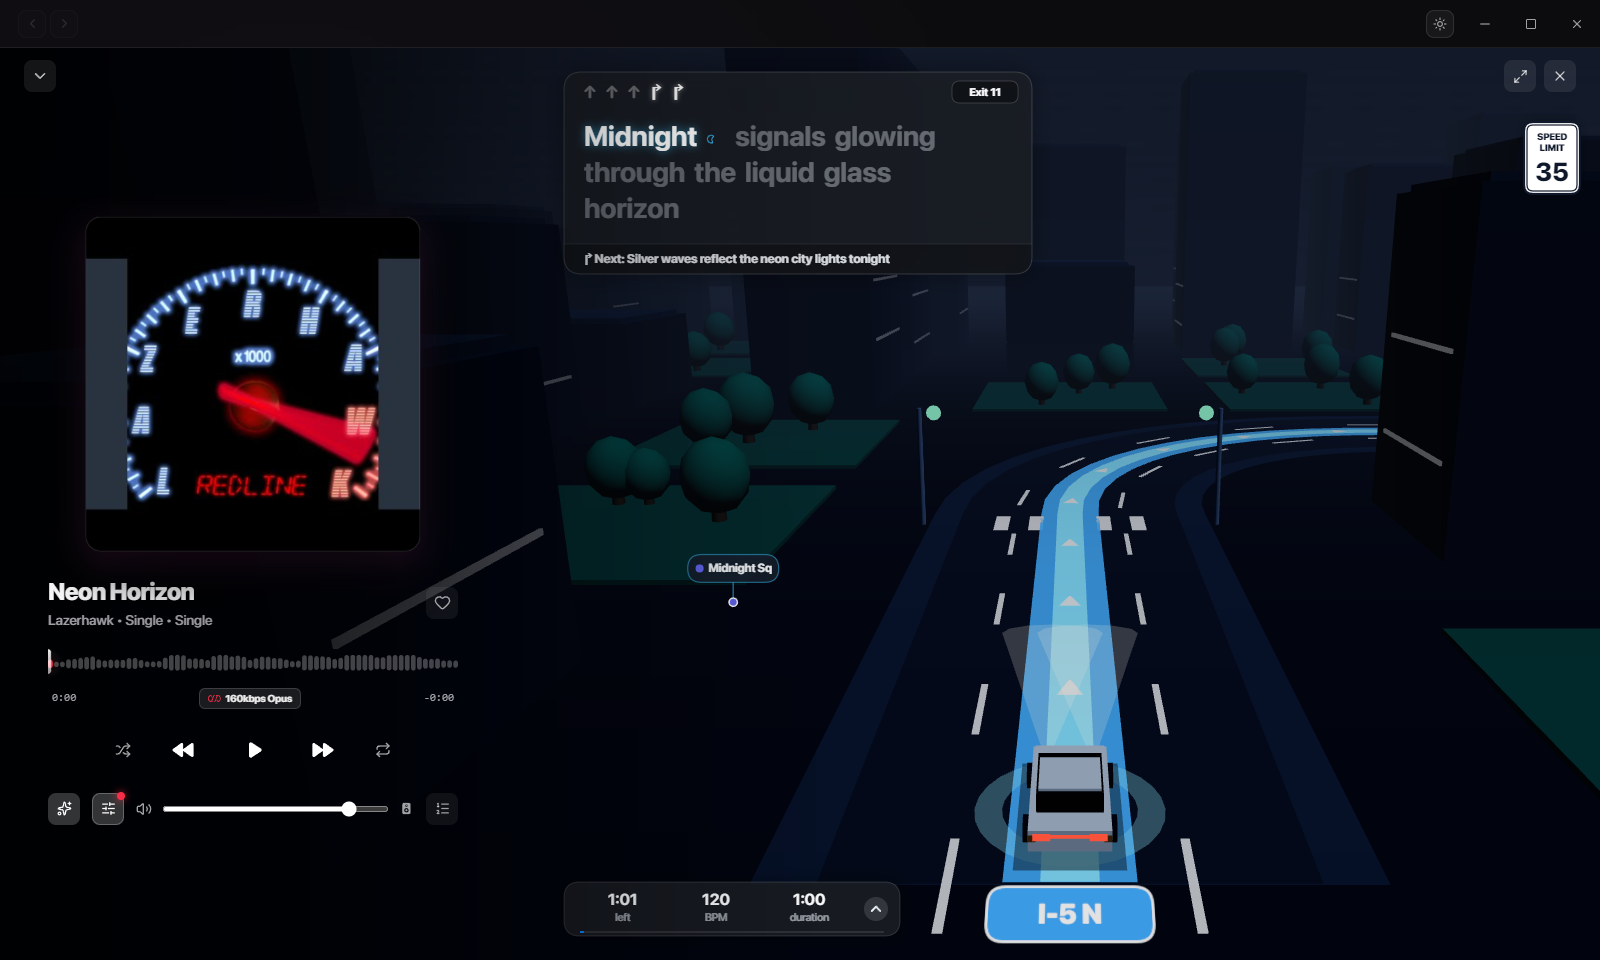 Exit 11
Midnight signals glowing
through the liquid glass
horizon
Next: Silver waves reflect the neon city lights tonight
SPEED
LIMIT
35
L A Z E R H A W K
x1000
REDLINE
Neon Horizon
Lazerhawk • Single • Single
0:00
160kbps Opus
-0:00
Midnight Sq
1:01
left
120
BPM
1:00
duration
I-5 N